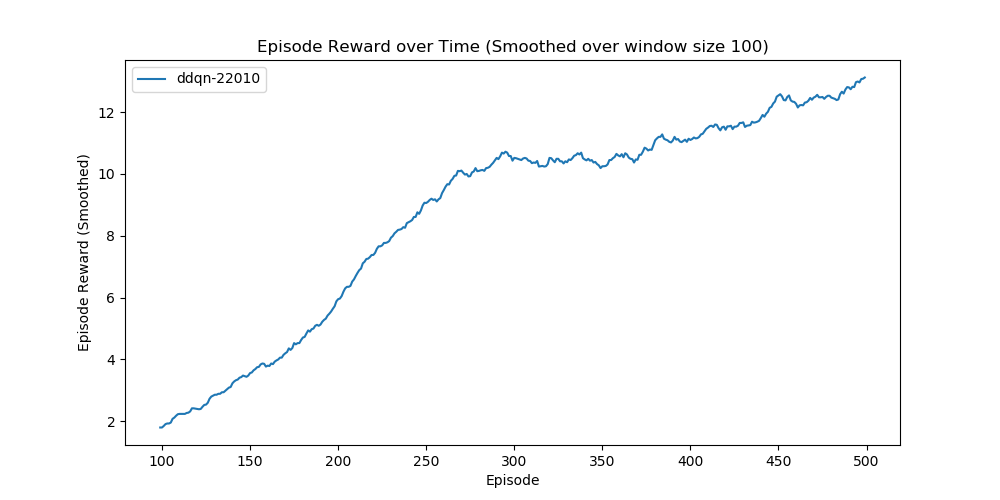 Episode Reward over Time (Smoothed over window size 100)
ddqn-22010
Episode Reward (Smoothed)
12
10
8
6
4
2
100 150 200 250 300 350 400 450 500
Episode